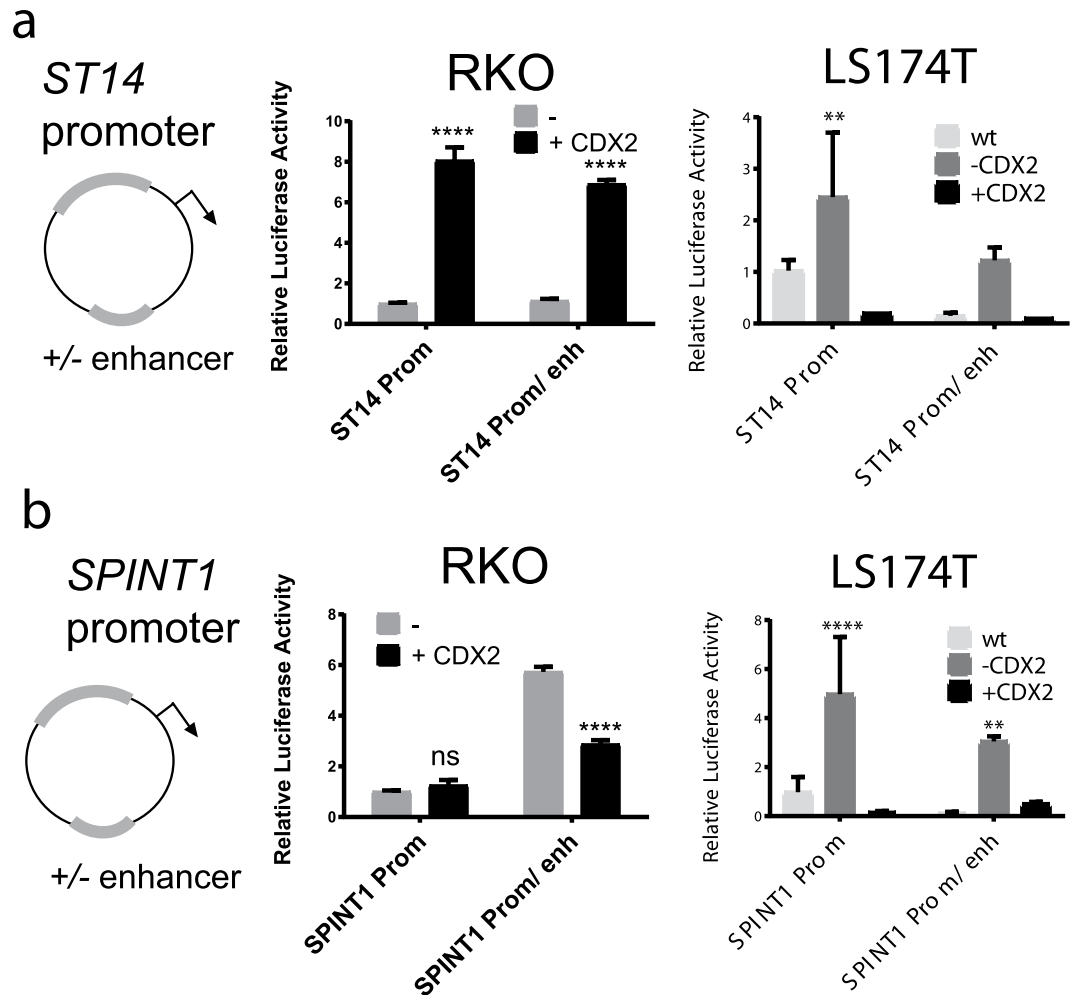 a
ST14
promoter
+/- enhancer
RKO
Relative Luciferase Activity
10
8
6
4
2
0
-
+ CDX2
****
****
ST14 Prom
ST14 Prom/ enh
LS174T
Relative Luciferase Activity
4
3
2
1
0
**
wt
-CDX2
+CDX2
ST14 Prom
ST14 Prom/ enh
b
SPINT1
promoter
+/- enhancer
RKO
Relative Luciferase Activity
8
6
4
2
0
-
+ CDX2
ns
****
SPINT1 Prom
SPINT1 Prom/ enh
LS174T
Relative Luciferase Activity
8
6
4
2
0
****
**
wt
-CDX2
+CDX2
SPINT1 Pro m
SPINT1 Pro m/ enh